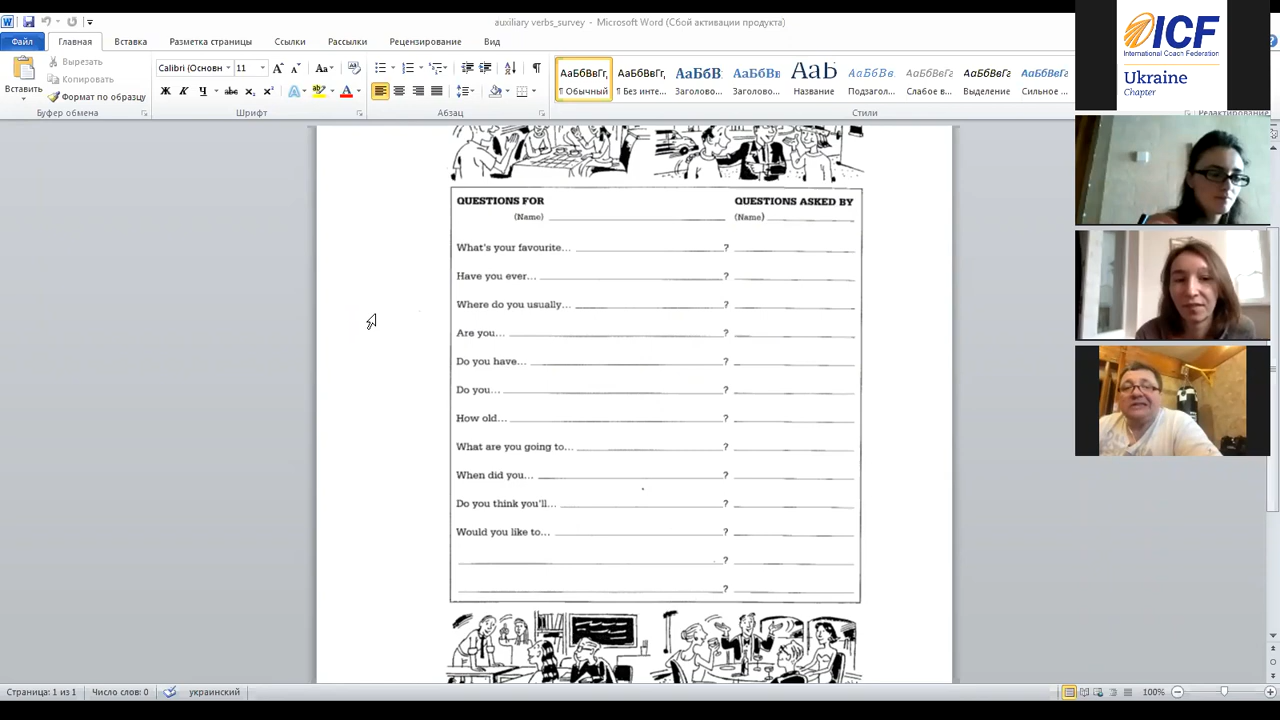 auxiliary verbs_survey - Microsoft Word (Сбой активации продукта)
Файл Главная Вставка Разметка страницы Ссылки Рассылки Рецензирование Вид
Вставить
Вырезать
Копировать
Формат по образцу
Буфер обмена
Calibri (Основн 11
Шрифт
Абзац
АаБбВвГг, АаБбВвГг, АаБбВ АаБбВв АаБ АаБбВв АаБбВвГг АаБбВвГг АаБбВвГг
¶ Обычный ¶ Без инте... Заголово... Заголово... Название Подзагол... Слабое в... Выделение Сильное ...
Стили
Редактирование
ICF
International Coach Federation
Ukraine
Chapter
QUESTIONS FOR QUESTIONS ASKED BY
(Name) (Name)
What's your favourite... ?
Have you ever... ?
Where do you usually... ?
Are you... ?
Do you have... ?
Do you... ?
How old... ?
What are you going to... ?
When did you... ?
Do you think you'll... ?
Would you like to... ?
?
?
Страница: 1 из 1 Число слов: 0 украинский 100%